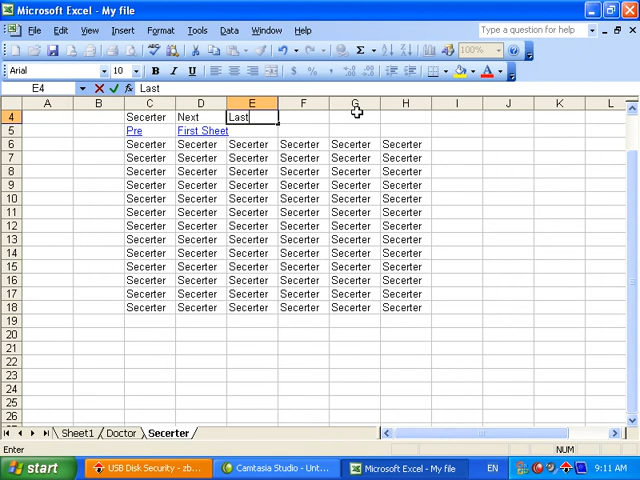 Microsoft Excel - My file
File Edit View Insert Format Tools Data Window Help
Type a question for help
100%
Arial 10 B I U $ % ,
E4 Last
A B C D E F G H I J K L
4 Secerter Next Last
5 Pre First Sheet
6 Secerter Secerter Secerter Secerter Secerter Secerter
7 Secerter Secerter Secerter Secerter Secerter Secerter
8 Secerter Secerter Secerter Secerter Secerter Secerter
9 Secerter Secerter Secerter Secerter Secerter Secerter
10 Secerter Secerter Secerter Secerter Secerter Secerter
11 Secerter Secerter Secerter Secerter Secerter Secerter
12 Secerter Secerter Secerter Secerter Secerter Secerter
13 Secerter Secerter Secerter Secerter Secerter Secerter
14 Secerter Secerter Secerter Secerter Secerter Secerter
15 Secerter Secerter Secerter Secerter Secerter Secerter
16 Secerter Secerter Secerter Secerter Secerter Secerter
17 Secerter Secerter Secerter Secerter Secerter Secerter
18 Secerter Secerter Secerter Secerter Secerter Secerter
19
20
21
22
23
24
25
26
Sheet1 Doctor Secerter
Enter NUM
start USB Disk Security - zb... Camtasia Studio - Unt... Microsoft Excel - My file EN 9:11 AM